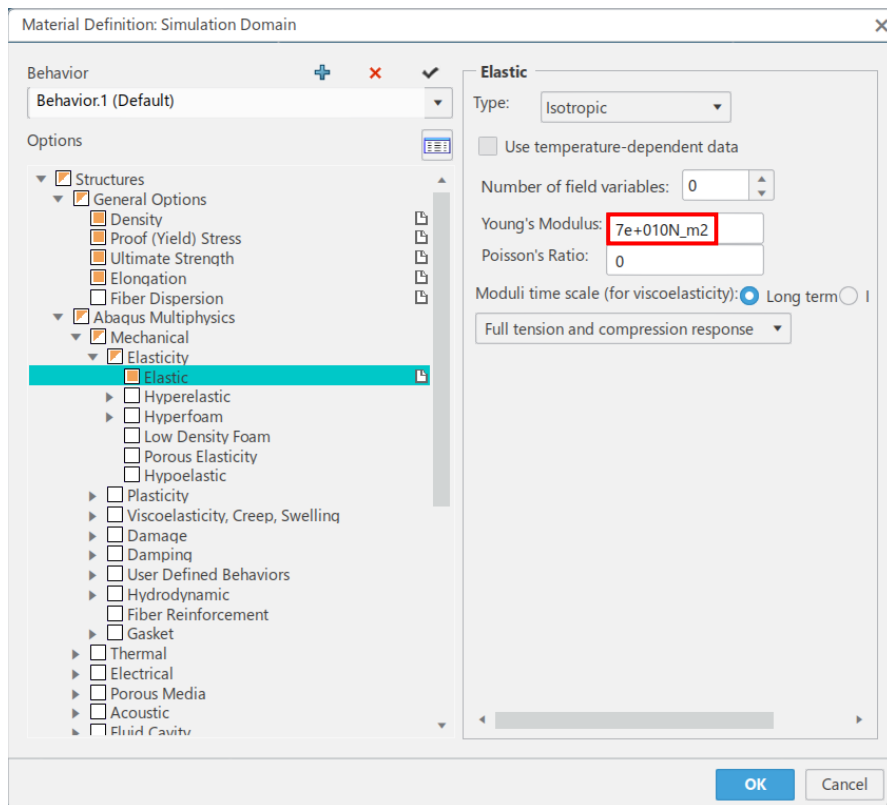 Material Definition: Simulation Domain
Behavior
Behavior.1 (Default)
Options
Structures
General Options
Density
Proof (Yield) Stress
Ultimate Strength
Elongation
Fiber Dispersion
Abaqus Multiphysics
Mechanical
Elasticity
Elastic
Hyperelastic
Hyperfoam
Low Density Foam
Porous Elasticity
Hypoelastic
Plasticity
Viscoelasticity, Creep, Swelling
Damage
Damping
User Defined Behaviors
Hydrodynamic
Fiber Reinforcement
Gasket
Thermal
Electrical
Porous Media
Acoustic
Fluid Cavity
Elastic
Type: Isotropic
Use temperature-dependent data
Number of field variables: 0
Young's Modulus: 7e+010N_m2
Poisson's Ratio: 0
Moduli time scale (for viscoelasticity): Long term
Full tension and compression response
OK Cancel